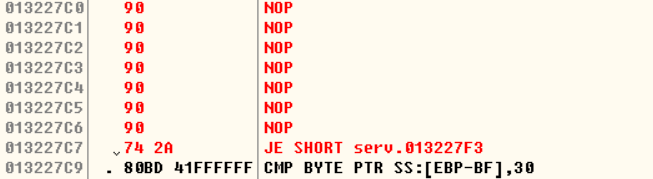 013227C0 90 NOP
013227C1 90 NOP
013227C2 90 NOP
013227C3 90 NOP
013227C4 90 NOP
013227C5 90 NOP
013227C6 90 NOP
013227C7 ⌄74 2A JE SHORT serv.013227F3
013227C9 . 80BD 41FFFFFF CMP BYTE PTR SS:[EBP-BF],30